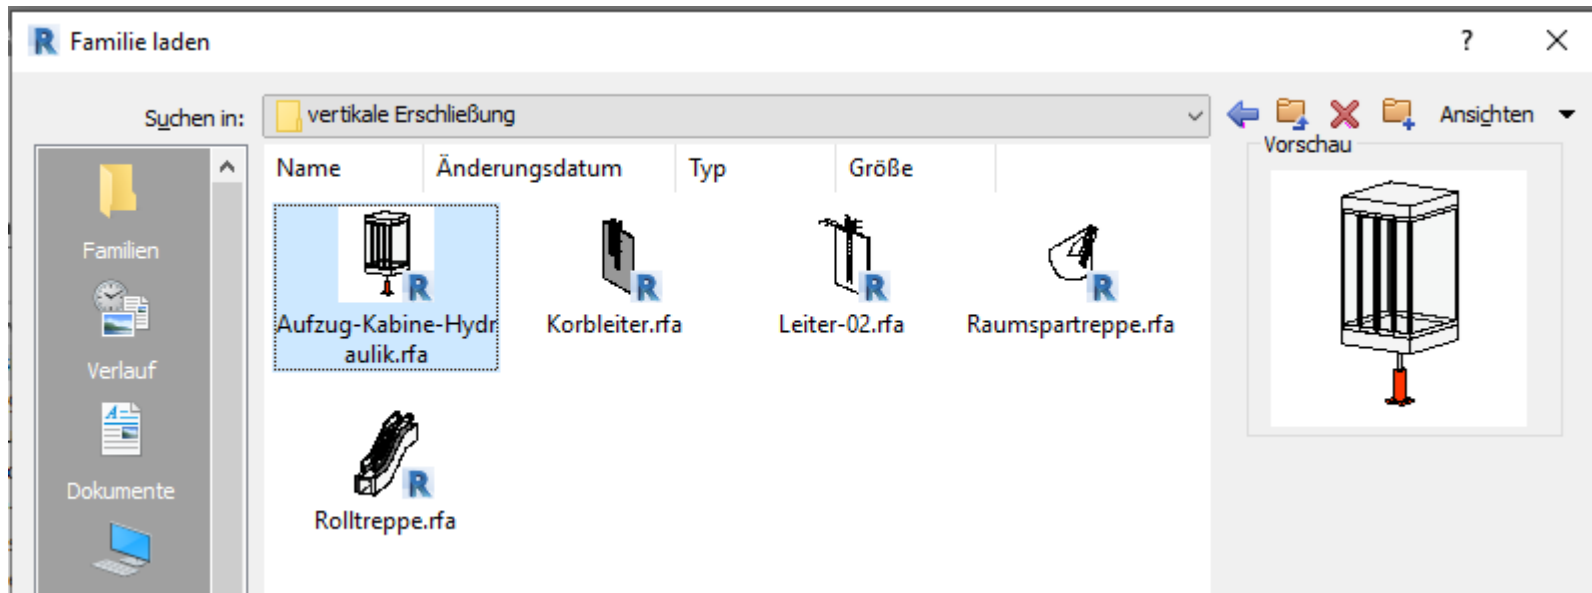 Familie laden
?
Suchen in:
vertikale Erschließung
Ansichten
Vorschau
Name Änderungsdatum Typ Größe
Familien
Verlauf
Dokumente
Aufzug-Kabine-Hydr
aulik.rfa
Korbleiter.rfa
Leiter-02.rfa
Raumspartreppe.rfa
Rolltreppe.rfa